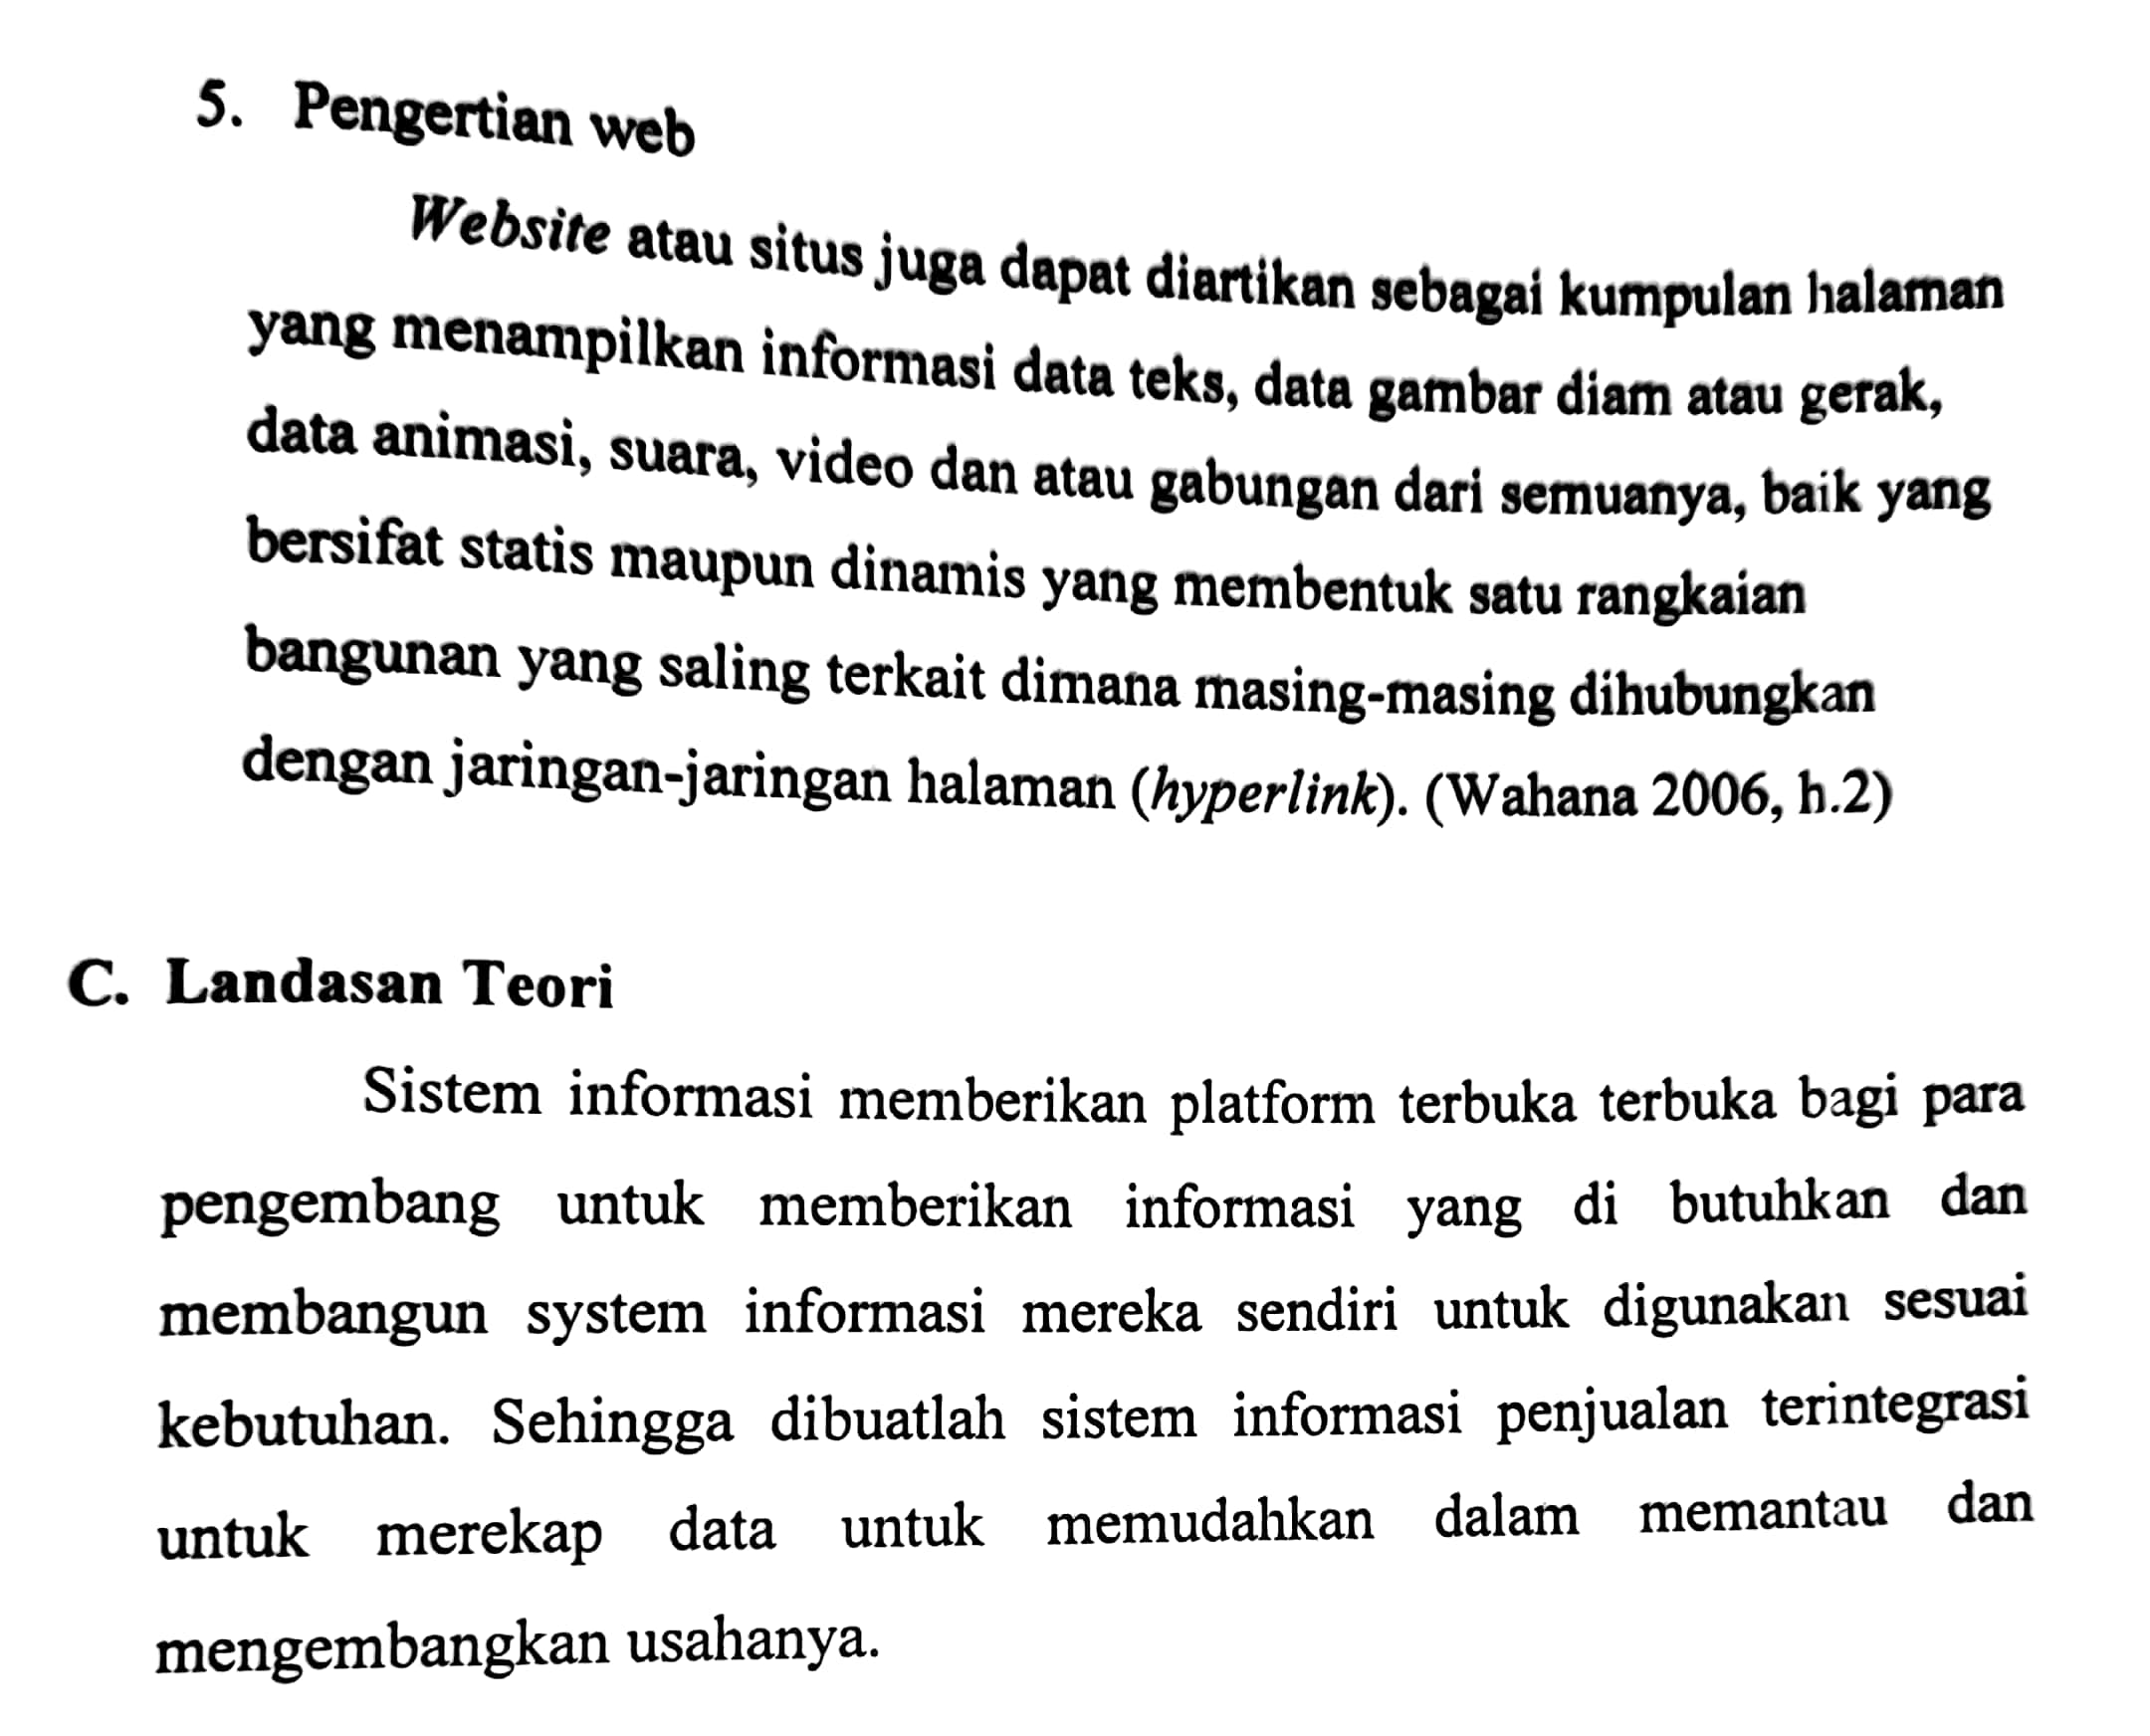 5. Pengertian web
Website atau situs juga dapat diartikan sebagai kumpulan halaman
yang menampilkan informasi data teks, data gambar diam atau gerak,
data animasi, suara, video dan atau gabungan dari semuanya, baik yang
bersifat statis maupun dinamis yang membentuk satu rangkaian
bangunan yang saling terkait dimana masing-masing dihubungkan
dengan jaringan-jaringan halaman (hyperlink). (Wahana 2006, h.2)
C. Landasan Teori
Sistem informasi memberikan platform terbuka terbuka bagi para
pengembang untuk memberikan informasi yang di butuhkan dan
membangun system informasi mereka sendiri untuk digunakan sesuai
kebutuhan. Sehingga dibuatlah sistem informasi penjualan terintegrasi
untuk merekap data untuk memudahkan dalam memantau dan
mengembangkan usahanya.